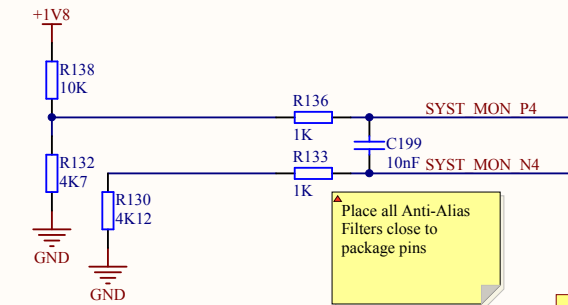 +1V8
R138
10K
R136
1K
SYST_MON_P4
C199
10nF
R132
4K7
R133
1K
SYST_MON_N4
R130
4K12
GND
GND
Place all Anti-Alias
Filters close to
package pins